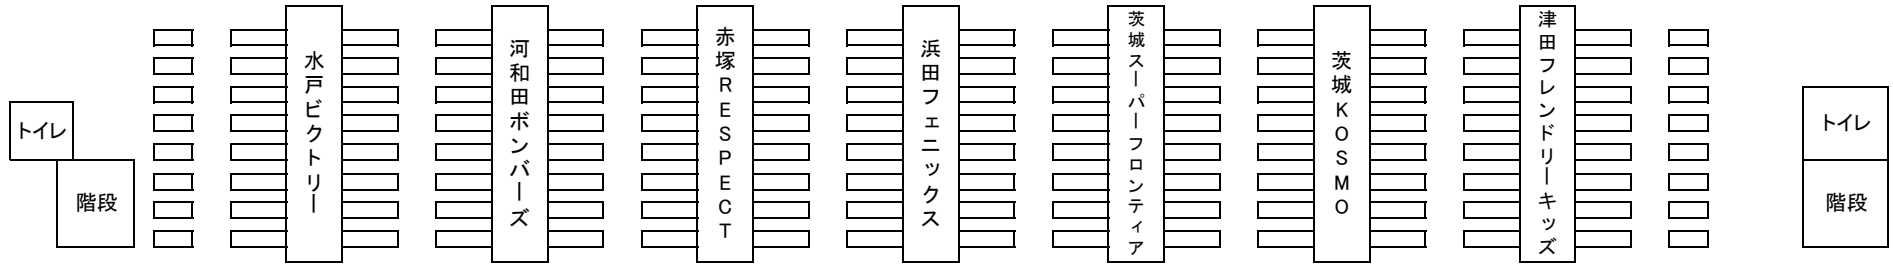 トイレ
階段
水戸ビクトリー
河和田ボンバーズ
赤塚RESPECT
浜田フェニックス
茨城スーパーフロンティア
茨城KOSMO
津田フレンドリーキッズ
トイレ
階段